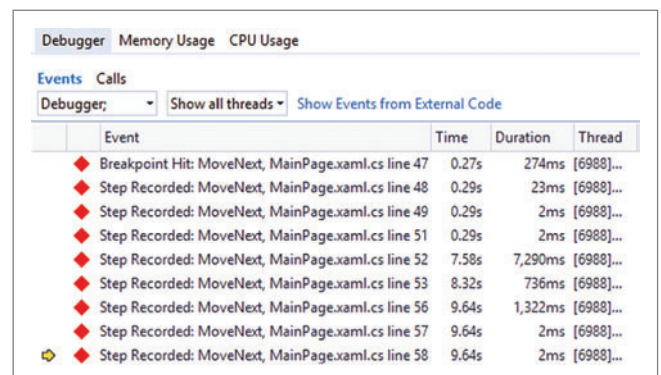 Debugger Memory Usage CPU Usage
Events Calls
Debugger; Show all threads Show Events from External Code
Event Time Duration Thread
Breakpoint Hit: MoveNext, MainPage.xaml.cs line 47 0.27s 274ms [6988]...
Step Recorded: MoveNext, MainPage.xaml.cs line 48 0.29s 23ms [6988]...
Step Recorded: MoveNext, MainPage.xaml.cs line 49 0.29s 2ms [6988]...
Step Recorded: MoveNext, MainPage.xaml.cs line 51 0.29s 2ms [6988]...
Step Recorded: MoveNext, MainPage.xaml.cs line 52 7.58s 7,290ms [6988]...
Step Recorded: MoveNext, MainPage.xaml.cs line 53 8.32s 736ms [6988]...
Step Recorded: MoveNext, MainPage.xaml.cs line 56 9.64s 1,322ms [6988]...
Step Recorded: MoveNext, MainPage.xaml.cs line 57 9.64s 2ms [6988]...
Step Recorded: MoveNext, MainPage.xaml.cs line 58 9.64s 2ms [6988]...